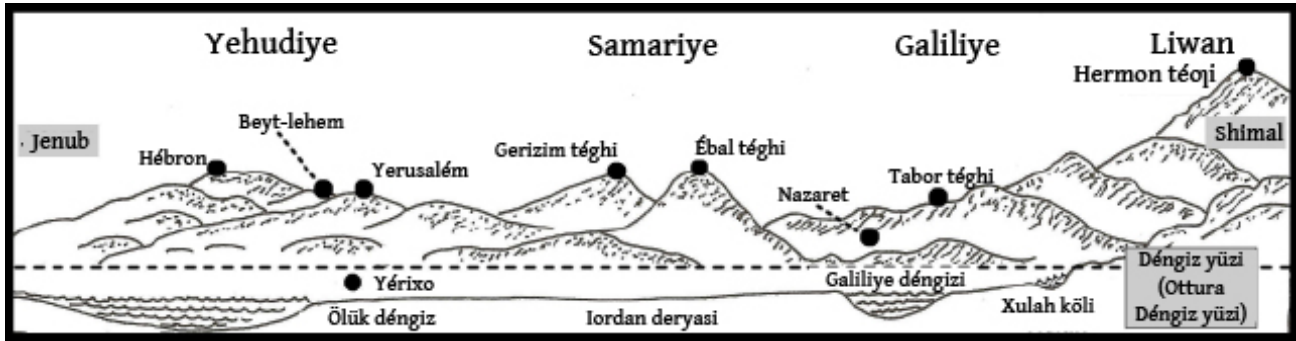 Yehudiye
Samariye
Galiliye
Liwan
Hermon téqi
Jenub
Shimal
Beyt-lehem
Hébron
Yerusalém
Gerizim téghi
Ébal téghi
Nazaret
Tabor téghi
Yérixo
Galiliye déngizi
Déngiz yüzi
(Ottura
Déngiz yüzi)
Ölük déngiz
Iordan deryasi
Xulah köli